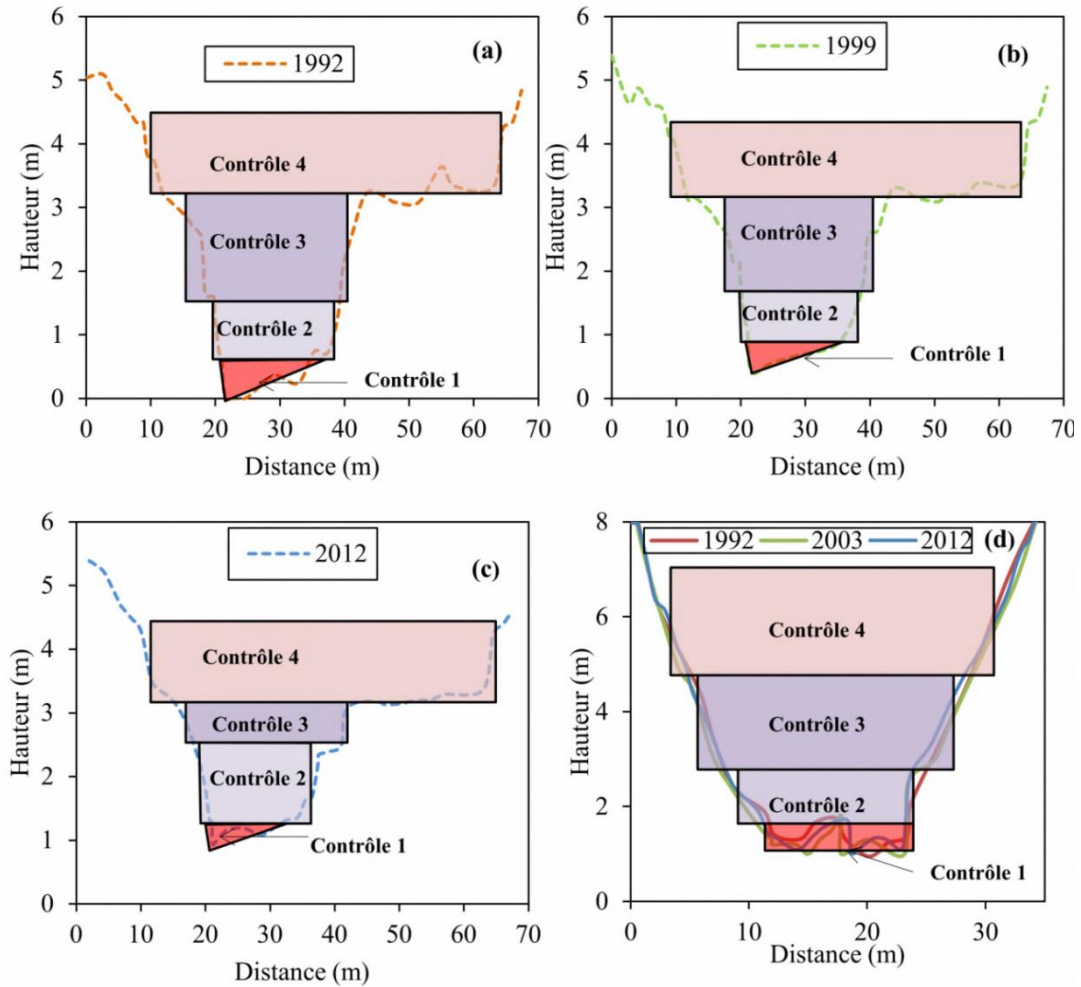 6
5
4
3
2
1
0
Hauteur (m)
1992
(a)
Contrôle 4
Contrôle 3
Contrôle 2
Contrôle 1
0 10 20 30 40 50 60 70
Distance (m)
6
5
4
3
2
1
0
Hauteur (m)
1999
(b)
Contrôle 4
Contrôle 3
Contrôle 2
Contrôle 1
0 10 20 30 40 50 60 70
Distance (m)
6
5
4
3
2
1
0
Hauteur (m)
2012
(c)
Contrôle 4
Contrôle 3
Contrôle 2
Contrôle 1
0 10 20 30 40 50 60 70
Distance (m)
8
6
4
2
0
Hauteur (m)
1992 2003 2012
(d)
Contrôle 4
Contrôle 3
Contrôle 2
Contrôle 1
0 10 20 30
Distance (m)